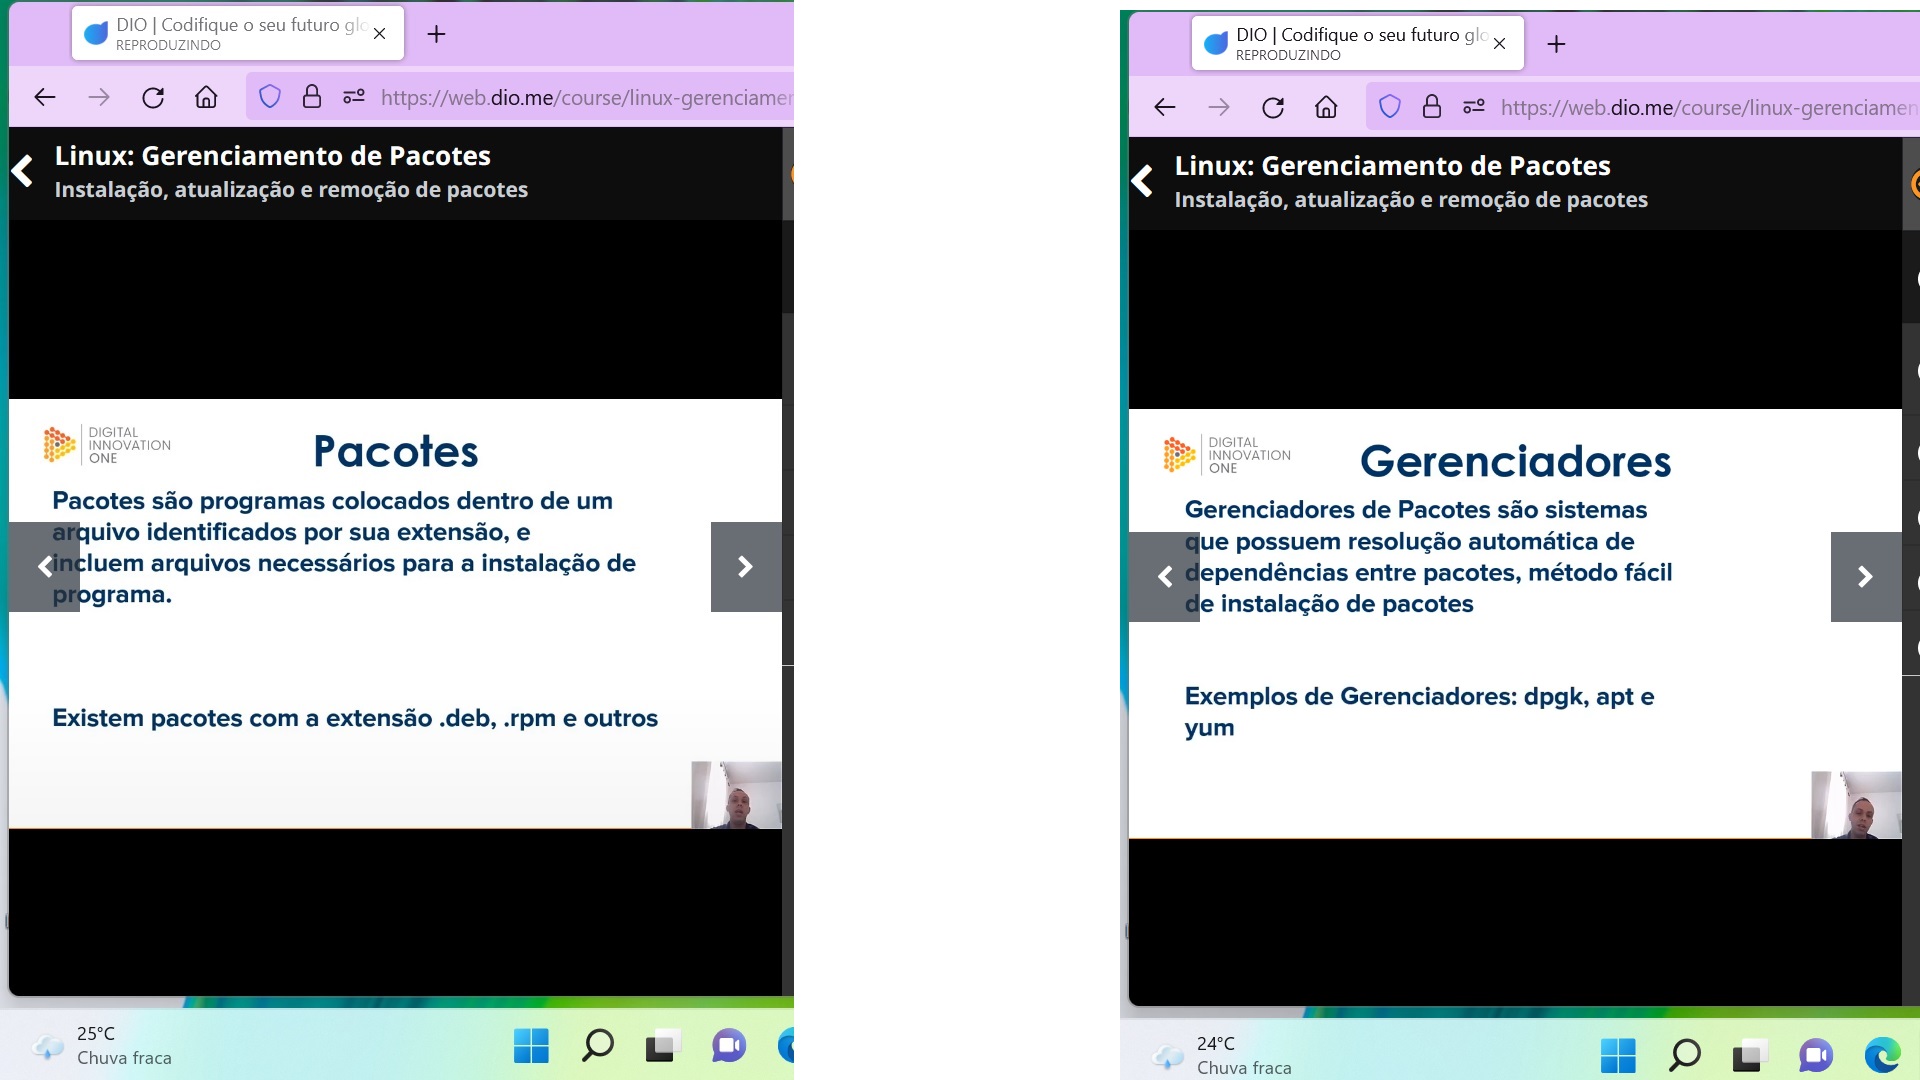 DIO | Codifique o seu futuro glo
REPRODUZINDO
https://web.dio.me/course/linux-gerenciamen
Linux: Gerenciamento de Pacotes
Instalação, atualização e remoção de pacotes
DIGITAL
INNOVATION
ONE
Pacotes
Pacotes são programas colocados dentro de um
arquivo identificados por sua extensão, e
incluem arquivos necessários para a instalação de
programa.
Existem pacotes com a extensão .deb, .rpm e outros
25°C
Chuva fraca
DIO | Codifique o seu futuro glo
REPRODUZINDO
https://web.dio.me/course/linux-gerenciamen
Linux: Gerenciamento de Pacotes
Instalação, atualização e remoção de pacotes
DIGITAL
INNOVATION
ONE
Gerenciadores
Gerenciadores de Pacotes são sistemas
que possuem resolução automática de
dependências entre pacotes, método fácil
de instalação de pacotes
Exemplos de Gerenciadores: dpgk, apt e
yum
24°C
Chuva fraca